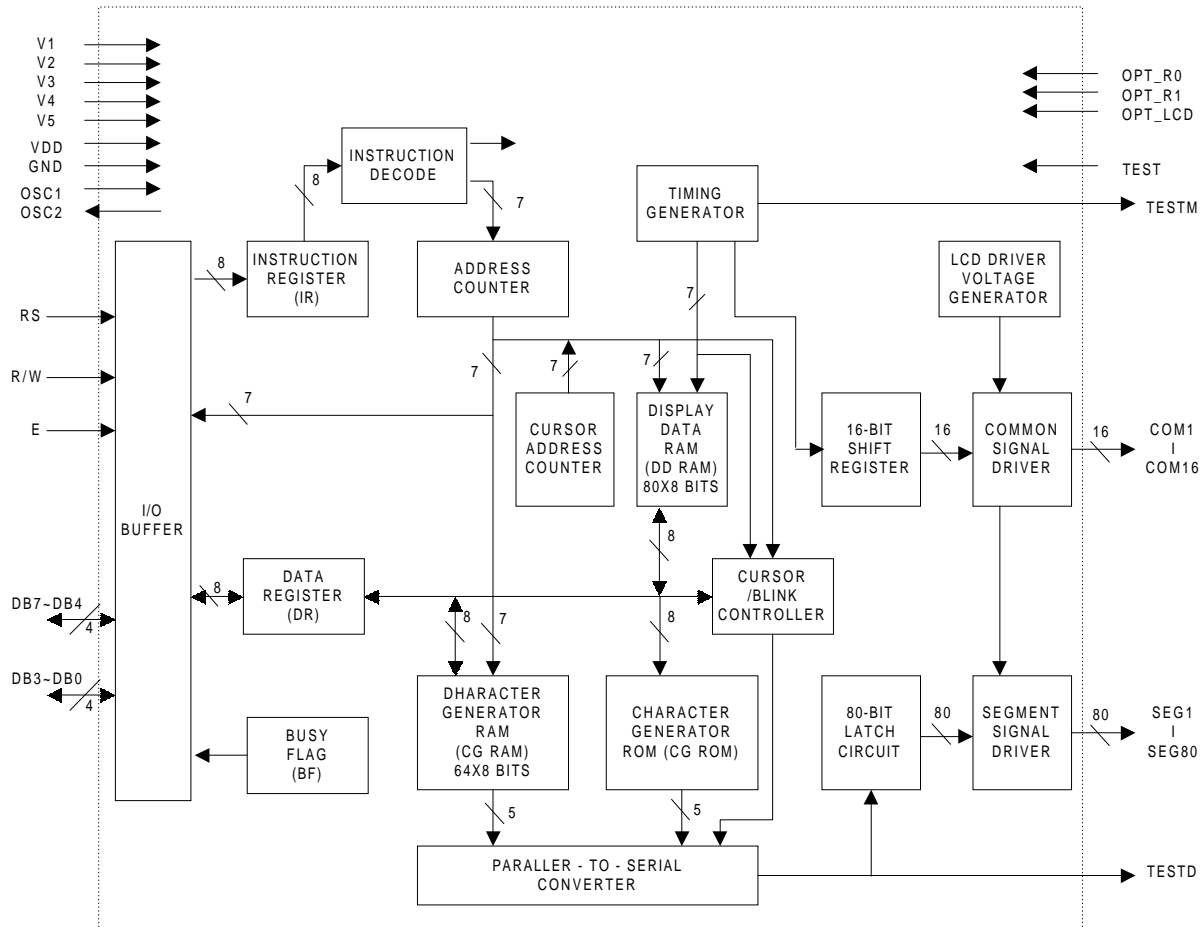 V1
V2
V3
V4
V5
VDD
GND
OSC1
OSC2
OPT_R0
OPT_R1
OPT_LCD
TEST
TESTM
INSTRUCTION
DECODE
8
7
TIMING
GENERATOR
8
INSTRUCTION
REGISTER
(IR)
ADDRESS
COUNTER
LCD DRIVER
VOLTAGE
GENERATOR
7
RS
R/W
E
7
7
7
7
I/O
BUFFER
CURSOR
ADDRESS
COUNTER
DISPLAY
DATA
RAM
(DD RAM)
80X8 BITS
16-BIT
SHIFT
REGISTER
16
COMMON
SIGNAL
DRIVER
16
COM1
I
COM16
8
DB7~DB4
4
8
DATA
REGISTER
(DR)
CURSOR
/BLINK
CONTROLLER
8
7
8
DB3~DB0
4
BUSY
FLAG
(BF)
DHARACTER
GENERATOR
RAM
(CG RAM)
64X8 BITS
CHARACTER
GENERATOR
ROM (CG ROM)
80-BIT
LATCH
CIRCUIT
80
SEGMENT
SIGNAL
DRIVER
80
SEG1
I
SEG80
5
5
PARALLER - TO - SERIAL
CONVERTER
TESTD